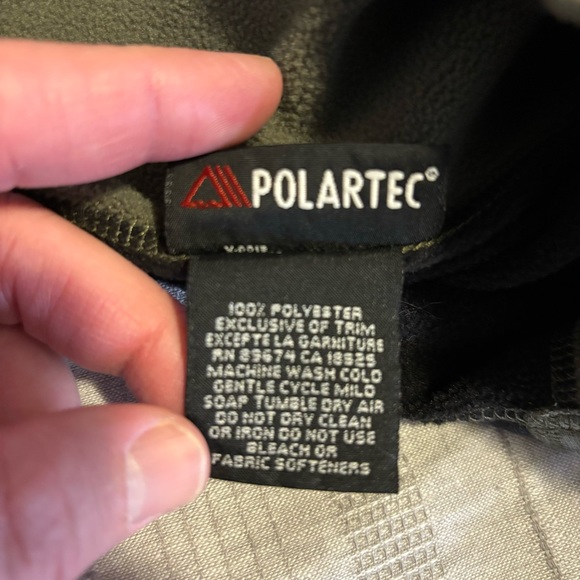 POLARTEC®
100% POLYESTER
EXCLUSIVE OF TRIM
EXCEPTE LA GARNITURE
RN 89674 CA 18925
MACHINE WASH COLD
GENTLE CYCLE MILD
SOAP TUMBLE DRY AIR
DO NOT DRY CLEAN
OR IRON DO NOT USE
BLEACH OR
FABRIC SOFTENERS